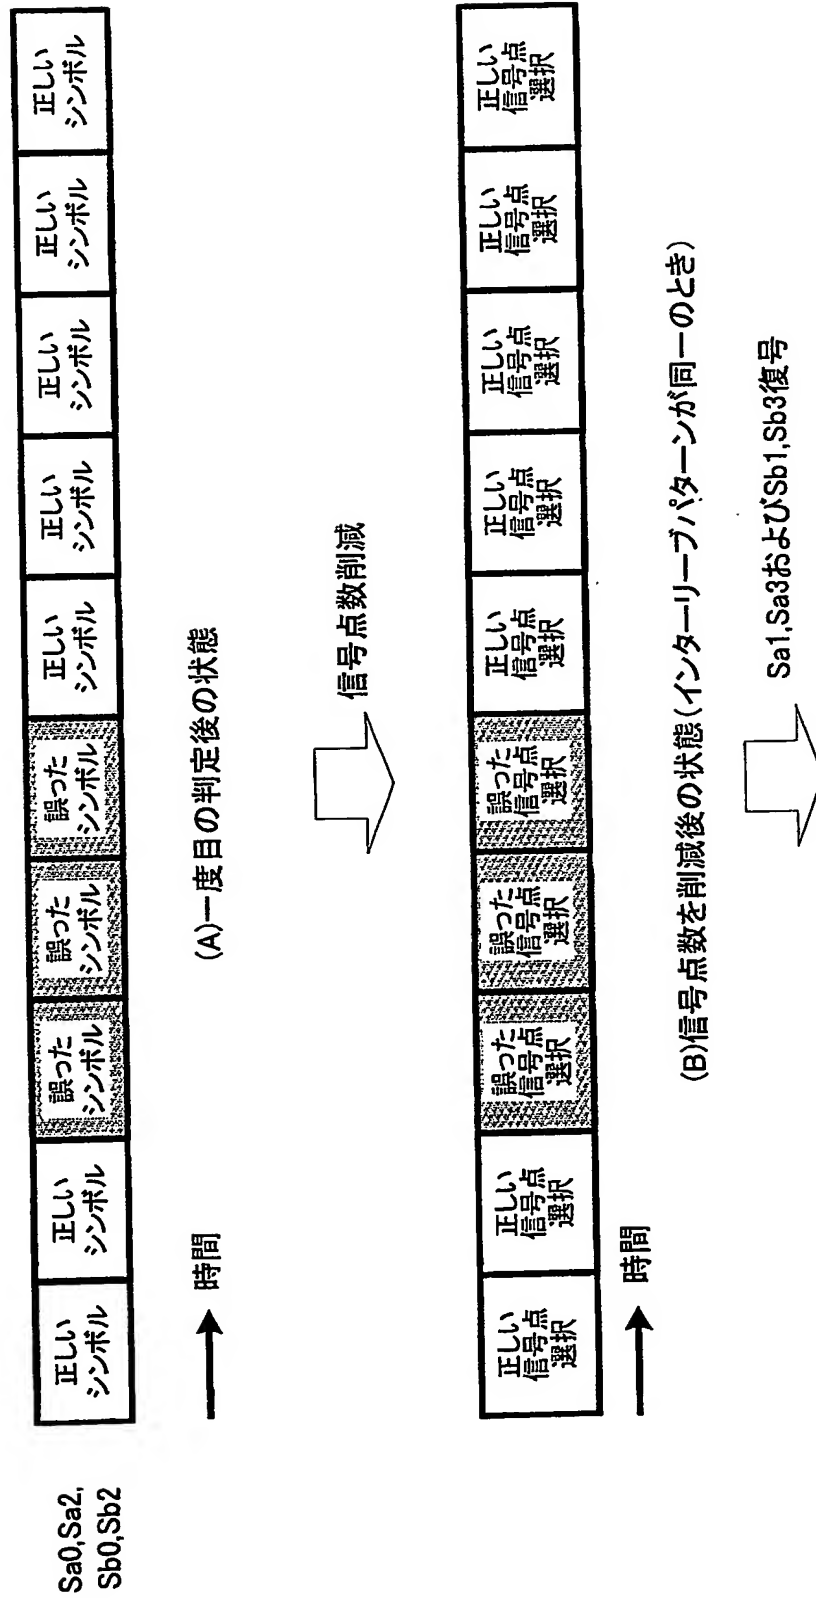 Sa0,Sa2,
Sb0,Sb2
正しい
シンボル
正しい
シンボル
誤った
シンボル
誤った
シンボル
誤った
シンボル
正しい
シンボル
正しい
シンボル
正しい
シンボル
正しい
シンボル
正しい
シンボル
時間
(A)一度目の判定後の状態
信号点数削減
正しい
信号点
選択
正しい
信号点
選択
誤った
信号点
選択
誤った
信号点
選択
誤った
信号点
選択
正しい
信号点
選択
正しい
信号点
選択
正しい
信号点
選択
正しい
信号点
選択
正しい
信号点
選択
時間
(B)信号点数を削減後の状態(インターリーブパターンが同一のとき)
Sa1,Sa3およびSb1,Sb3復号